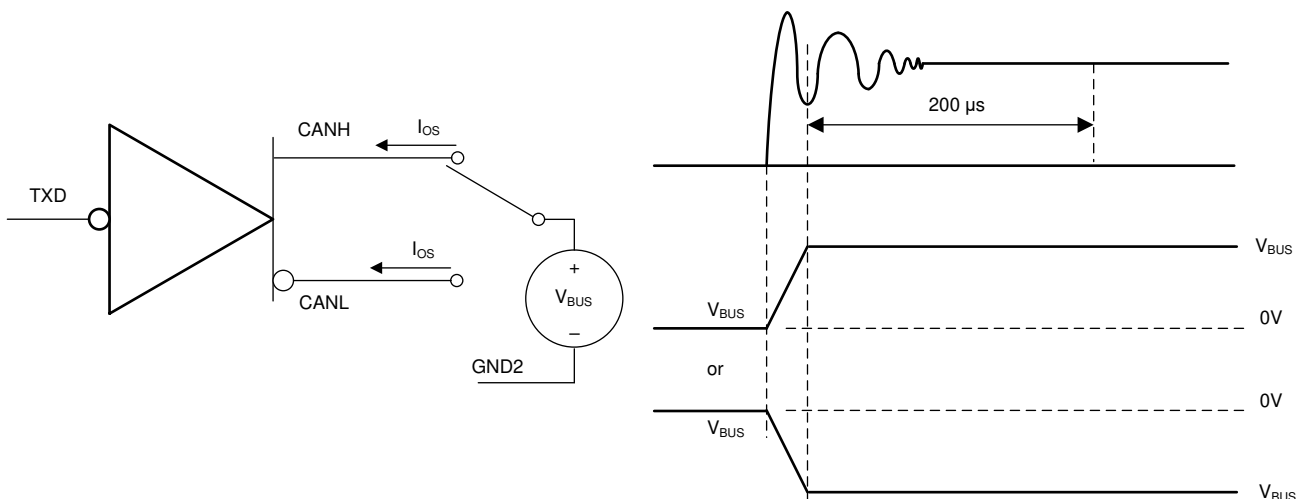 TXD
CANH
I_OS
I_OS
CANL
+
V_BUS
–
GND2
200 µs
V_BUS
V_BUS
0V
or
0V
V_BUS
V_BUS